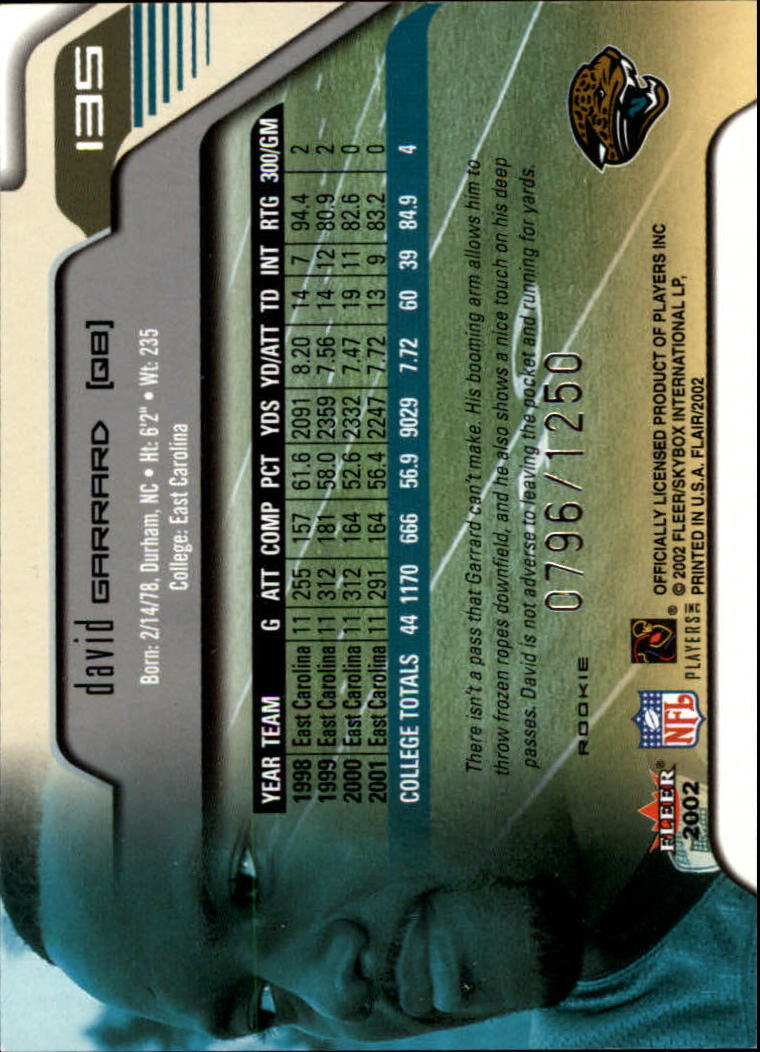 135
david GARRARD [QB]
Born: 2/14/78, Durham, NC • Ht: 6'2" • Wt: 235
College: East Carolina
YEAR TEAM G ATT COMP PCT YDS YD/ATT TD INT RTG 300/GM
1998 East Carolina 11 255 157 61.6 2091 8.20 14 7 94.4 2
1999 East Carolina 11 312 181 58.0 2359 7.56 14 12 80.9 2
2000 East Carolina 11 312 164 52.6 2332 7.47 19 11 82.6 0
2001 East Carolina 11 291 164 56.4 2247 7.72 13 9 83.2 0
COLLEGE TOTALS 44 1170 666 56.9 9029 7.72 60 39 84.9 4
There isn't a pass that Garrard can't make. His booming arm allows him to
throw frozen ropes downfield, and he also shows a nice touch on his deep
passes. David is not adverse to leaving the pocket and running for yards.
ROOKIE
0796/1250
FLEER®
2002
NFL
PLAYERS INC
®
OFFICIALLY LICENSED PRODUCT OF PLAYERS INC
© 2002 FLEER/SKYBOX INTERNATIONAL LP,
PRINTED IN U.S.A. FLAIR/2002